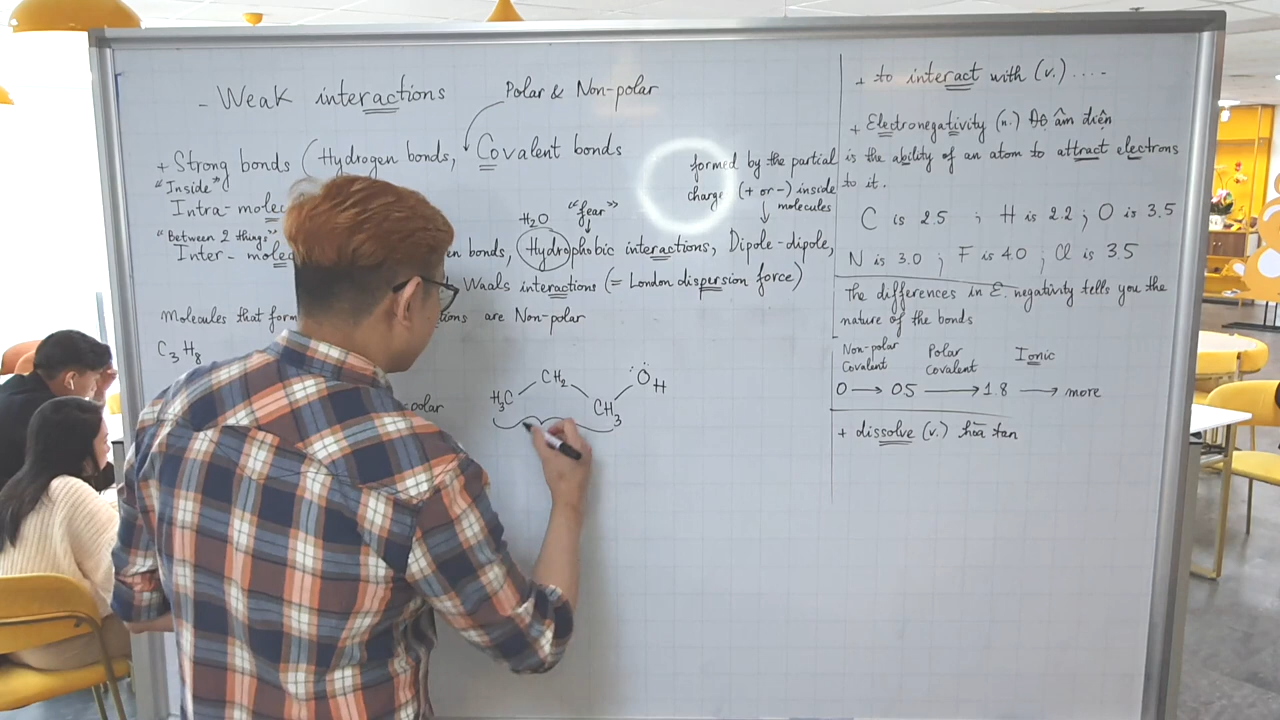 - Weak interactions
Polar & Non-polar
+ Strong bonds (Hydrogen bonds, Covalent bonds
"Inside"
Intra-molec
"Between 2 things"
Inter-molec
H₂O "fear"
en bonds, Hydrophobic interactions, Dipole-dipole,
Waals interactions (= London dispersion force)
formed by the partial
charge (+ or -) inside
molecules
Molecules that form
ions are Non-polar
C₃H₈
-polar
H₃C CH₂ CH₃ O H
+ to interact with (v.) ....
+ Electronegativity (n.) Độ âm điện
is the ability of an atom to attract electrons
to it.
C is 2.5 ; H is 2.2 ; O is 3.5
N is 3.0 ; F is 4.0 ; Cl is 3.5
The differences in E. negativity tells you the
nature of the bonds
Non-polar Covalent
Polar covalent
Ionic
0 → 0.5 → 1.8 → more
+ dissolve (v.) hòa tan